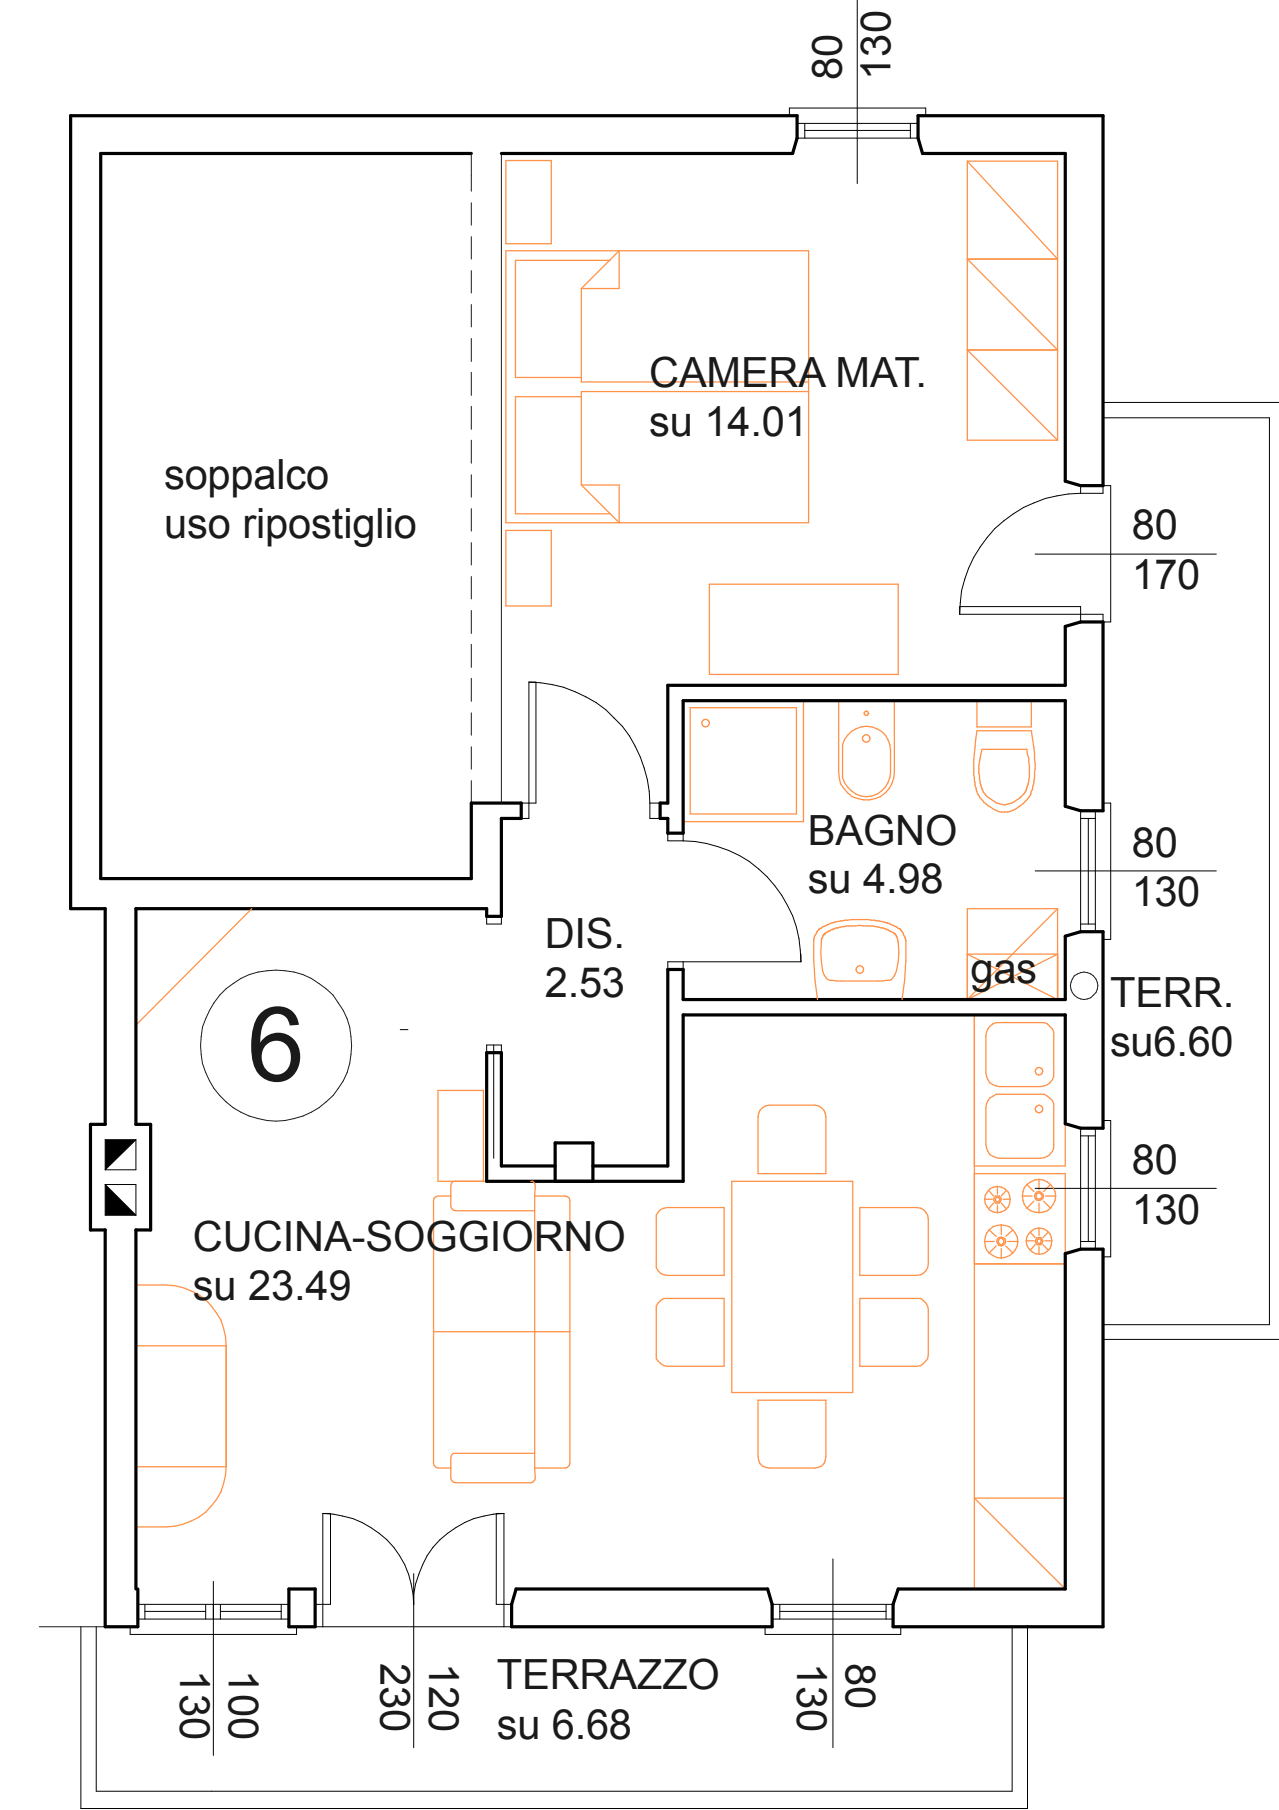 80
130
CAMERA MAT.
su 14.01
soppalco
uso ripostiglio
80
170
BAGNO
su 4.98
80
130
DIS.
2.53
gas
TERR.
su6.60
6
80
130
CUCINA-SOGGIORNO
su 23.49
TERRAZZO
su 6.68
100
130
120
230
80
130